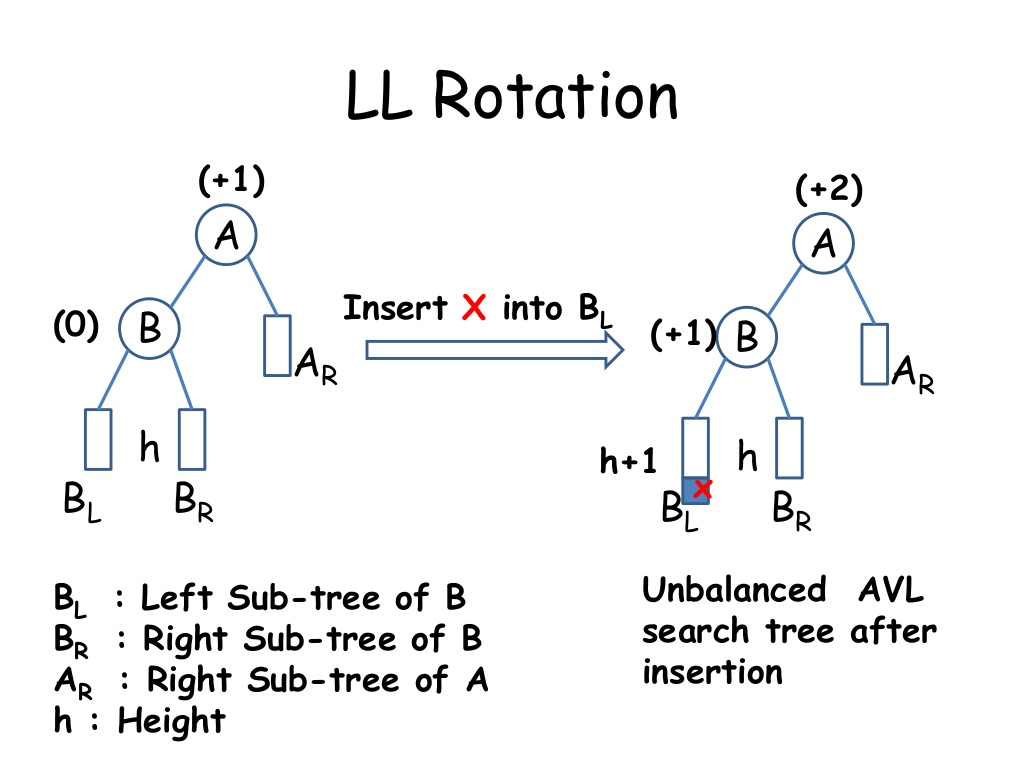 LL Rotation
(+1)
A
(0)
B
A_R
h
B_L
B_R
Insert X into B_L
(+2)
A
(+1)
B
A_R
h+1
h
x
B_L
B_R
B_L : Left Sub-tree of B
B_R : Right Sub-tree of B
A_R : Right Sub-tree of A
h : Height
Unbalanced AVL
search tree after
insertion